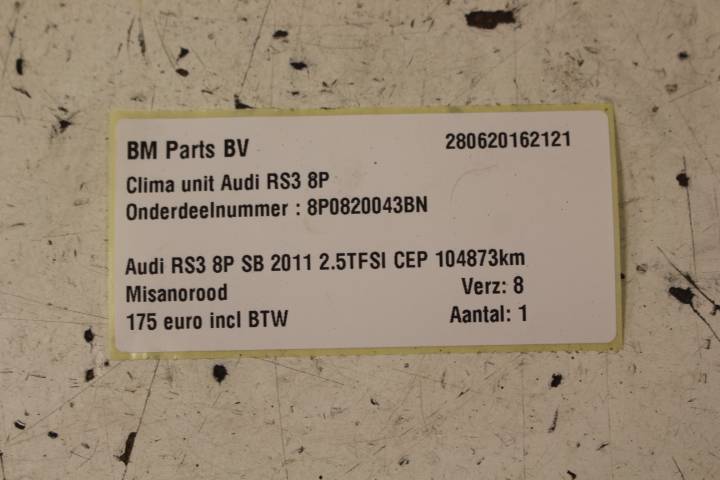 BM Parts BV 280620162121
Clima unit Audi RS3 8P
Onderdeelnummer : 8P0820043BN
Audi RS3 8P SB 2011 2.5TFSI CEP 104873km
Misanorood Verz: 8
175 euro incl BTW Aantal: 1